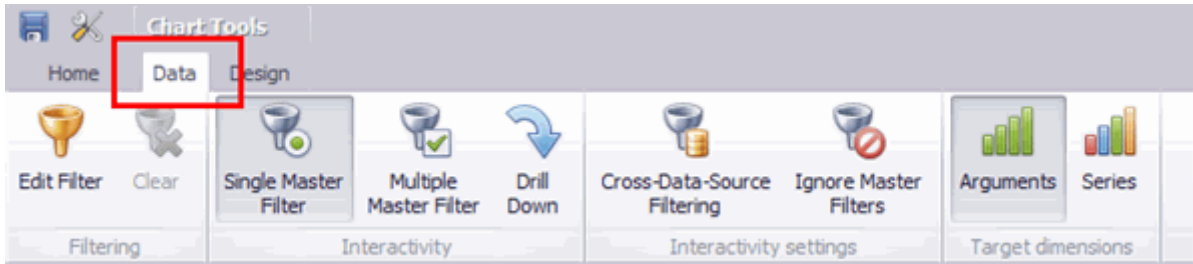 Chart Tools
Home Data Design
Edit Filter Clear Single Master Multiple Drill Cross-Data-Source Ignore Master Arguments Series
Filter Master Filter Down Filtering Filters
Filtering Interactivity Interactivity settings Target dimensions